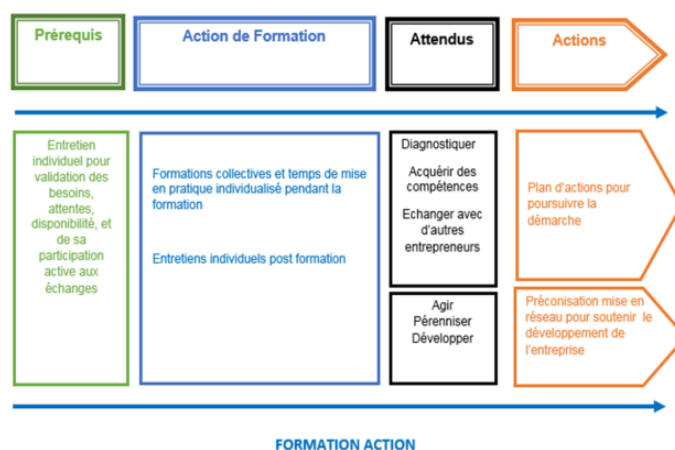 Prérequis
Action de Formation
Attendus
Actions
Entretien
individuel pour
validation des
besoins,
attentes,
disponibilité, et
de sa
participation
active aux
échanges
Formations collectives et temps de mise
en pratique individualisé pendant la
formation
Entretiens individuels post formation
Diagnostiquer
Acquérir des
compétences
Echanger avec
d'autres
entrepreneurs
Agir
Pérenniser
Développer
Plan d'actions pour
poursuivre la
démarche
Préconisation mise en
réseau pour soutenir le
développement de
l'entreprise
FORMATION ACTION